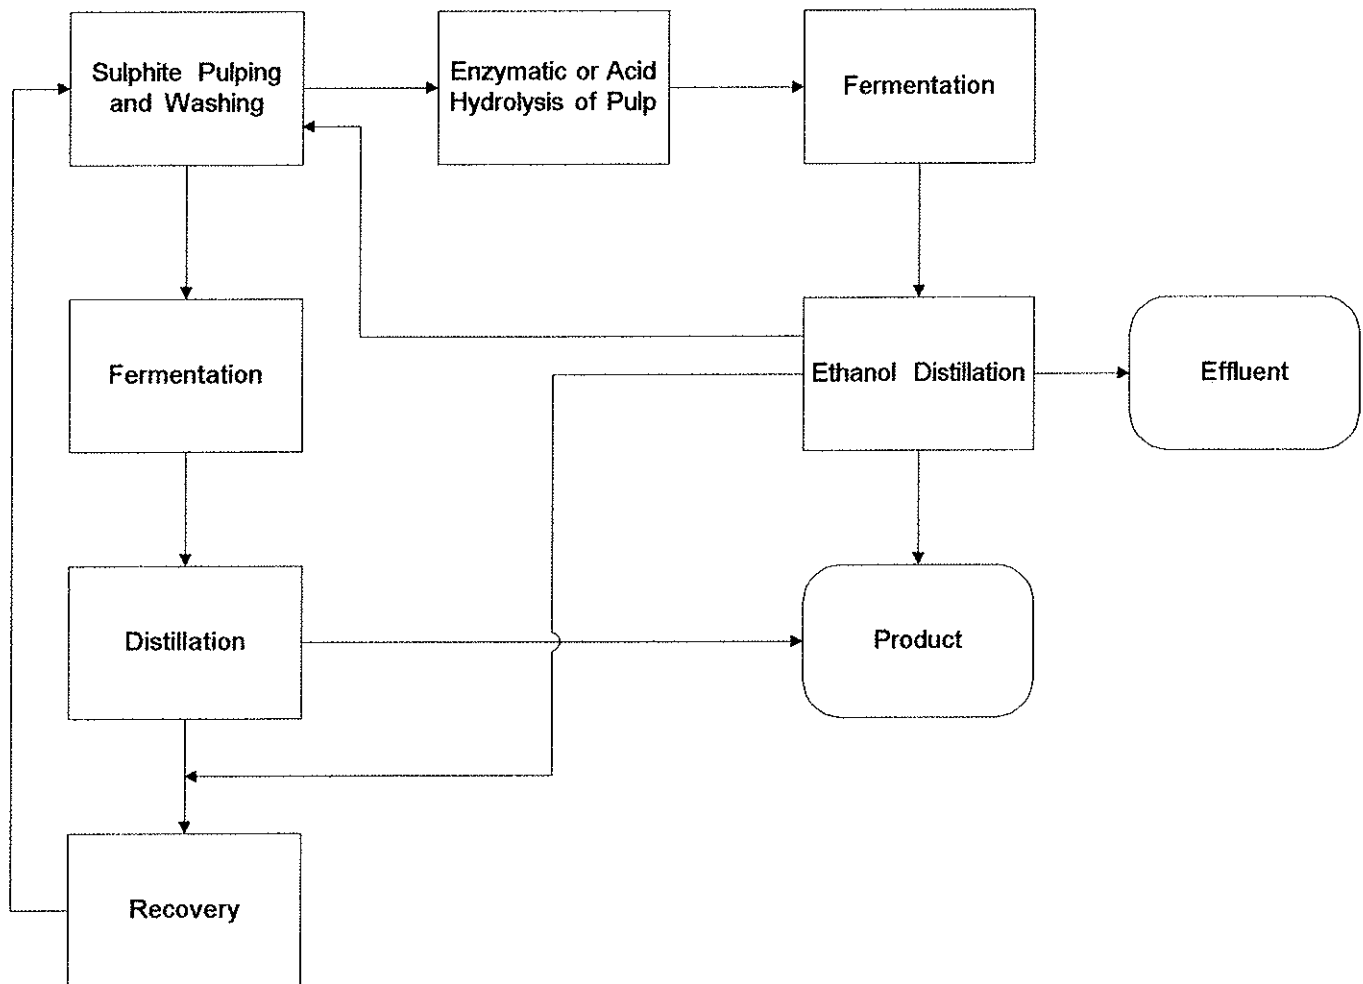 Sulphite Pulping
and Washing
Enzymatic or Acid
Hydrolysis of Pulp
Fermentation
Fermentation
Ethanol Distillation
Effluent
Distillation
Product
Recovery